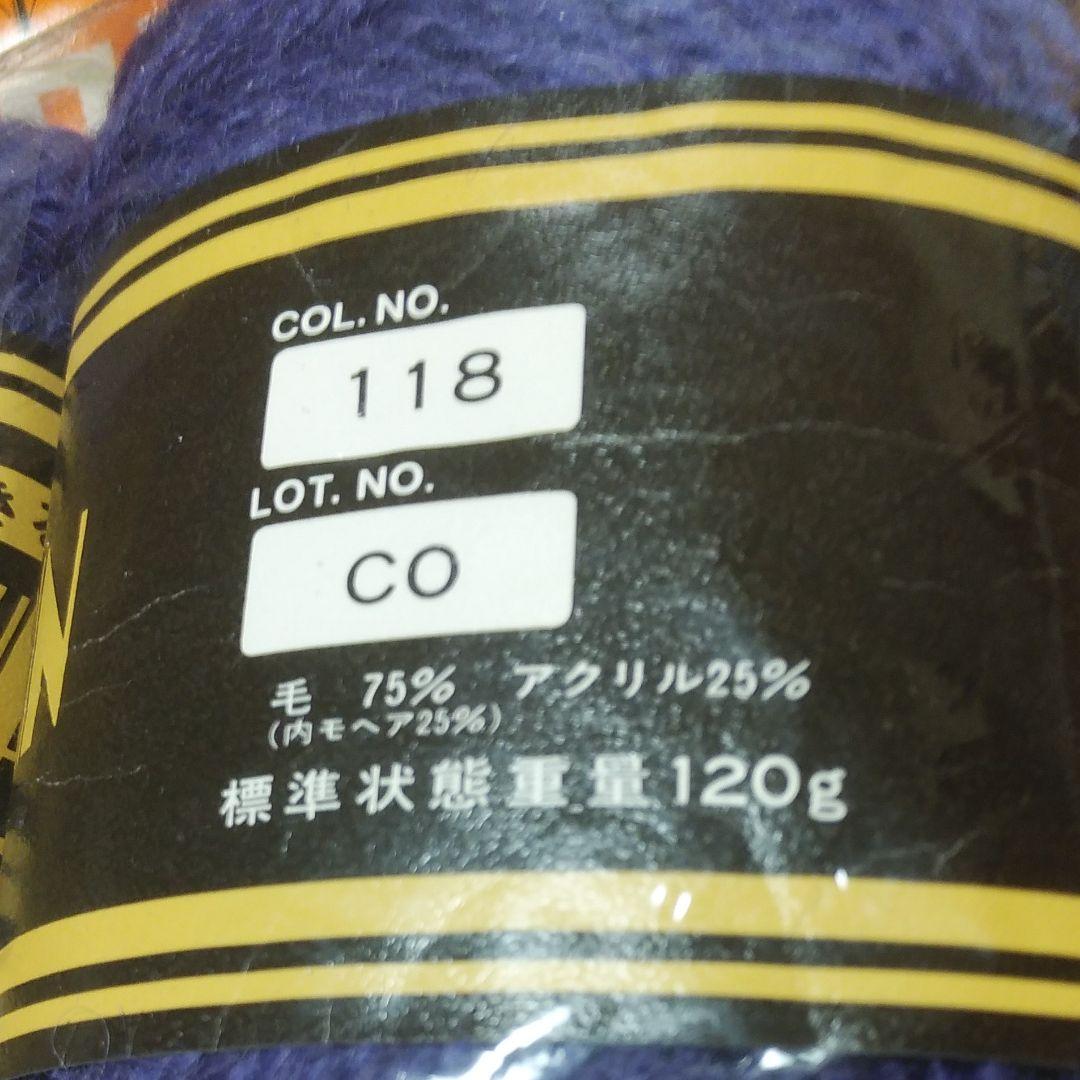 COL. NO.
118
LOT. NO.
CO
毛 75% アクリル25%
(内モヘア25%)
標準状態重量120g
N